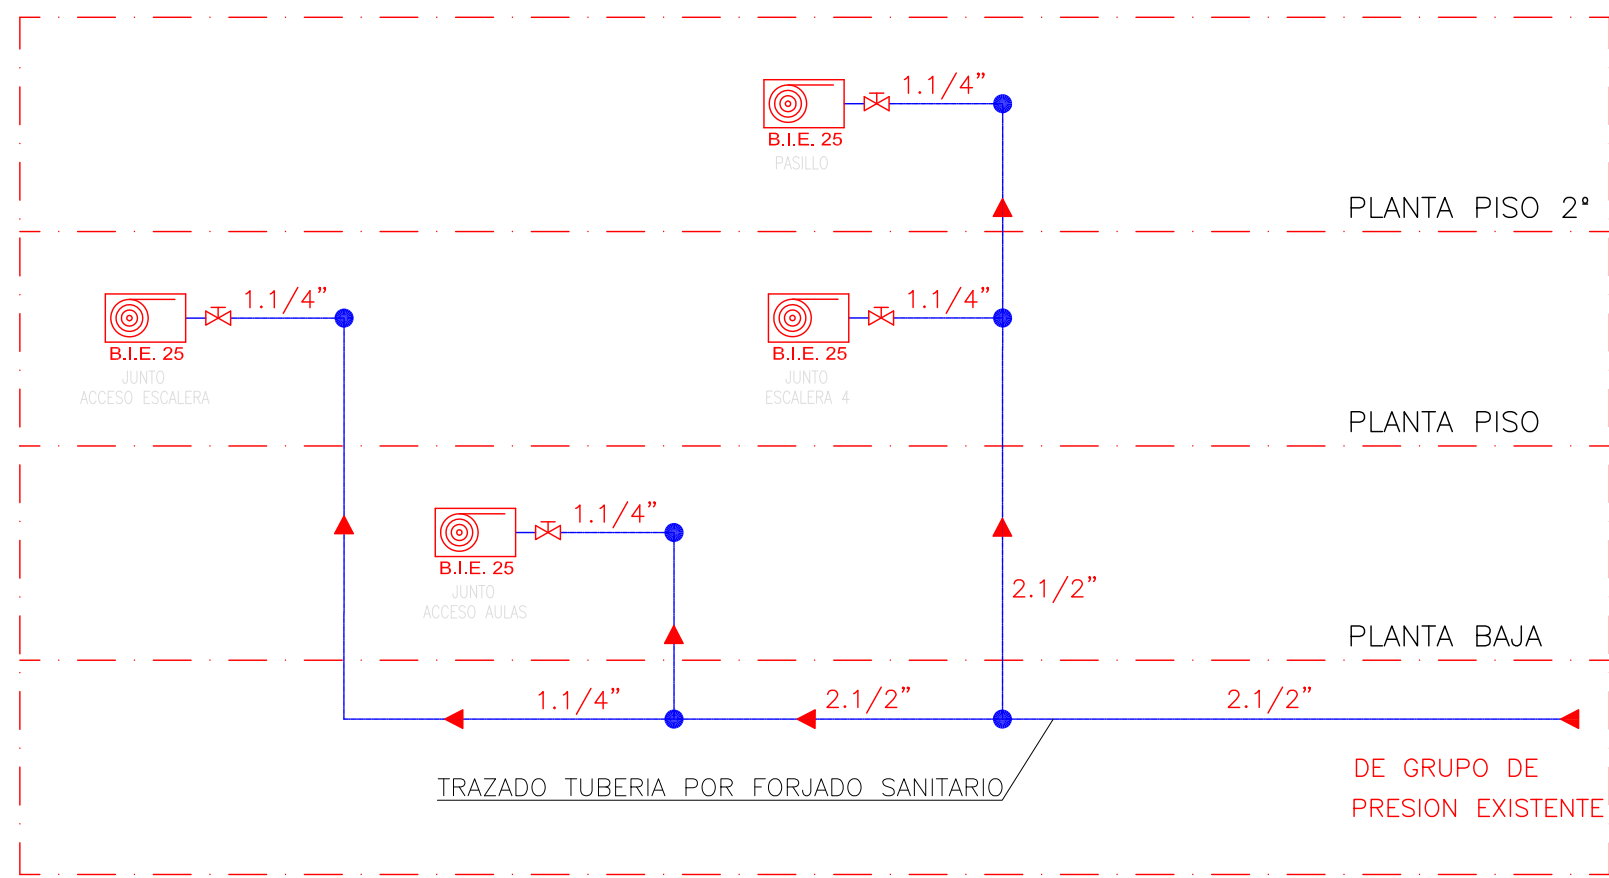 1.1/4”
B.I.E. 25
PASILLO
PLANTA PISO 2ª
1.1/4”
B.I.E. 25
JUNTO
ACCESO ESCALERA
1.1/4”
B.I.E. 25
JUNTO
ESCALERA 4
PLANTA PISO
1.1/4”
B.I.E. 25
JUNTO
ACCESO AULAS
2.1/2”
PLANTA BAJA
1.1/4”
2.1/2”
2.1/2”
TRAZADO TUBERIA POR FORJADO SANITARIO
DE GRUPO DE
PRESION EXISTENTE